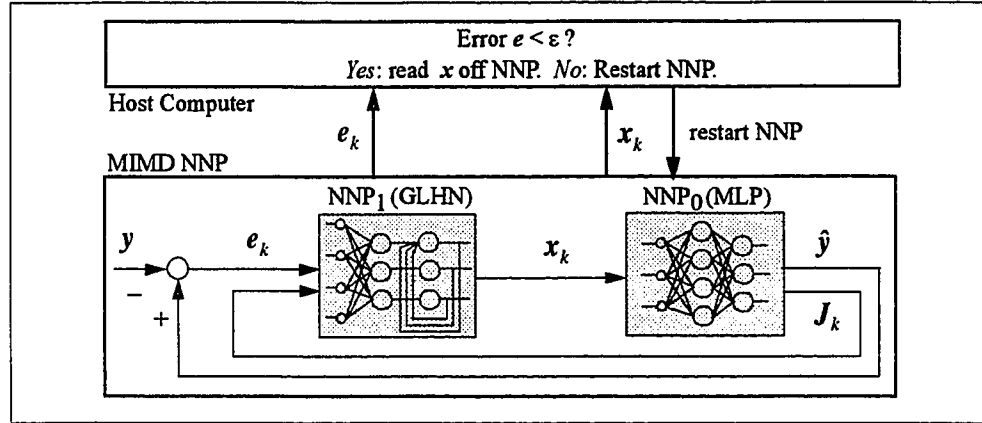 Error e < ε ?
Yes: read x off NNP. No: Restart NNP.
Host Computer
e_k
x_k
restart NNP
MIMD NNP
NNP₁(GLHN)
NNP₀(MLP)
y
e_k
x_k
ŷ
−
+
J_k